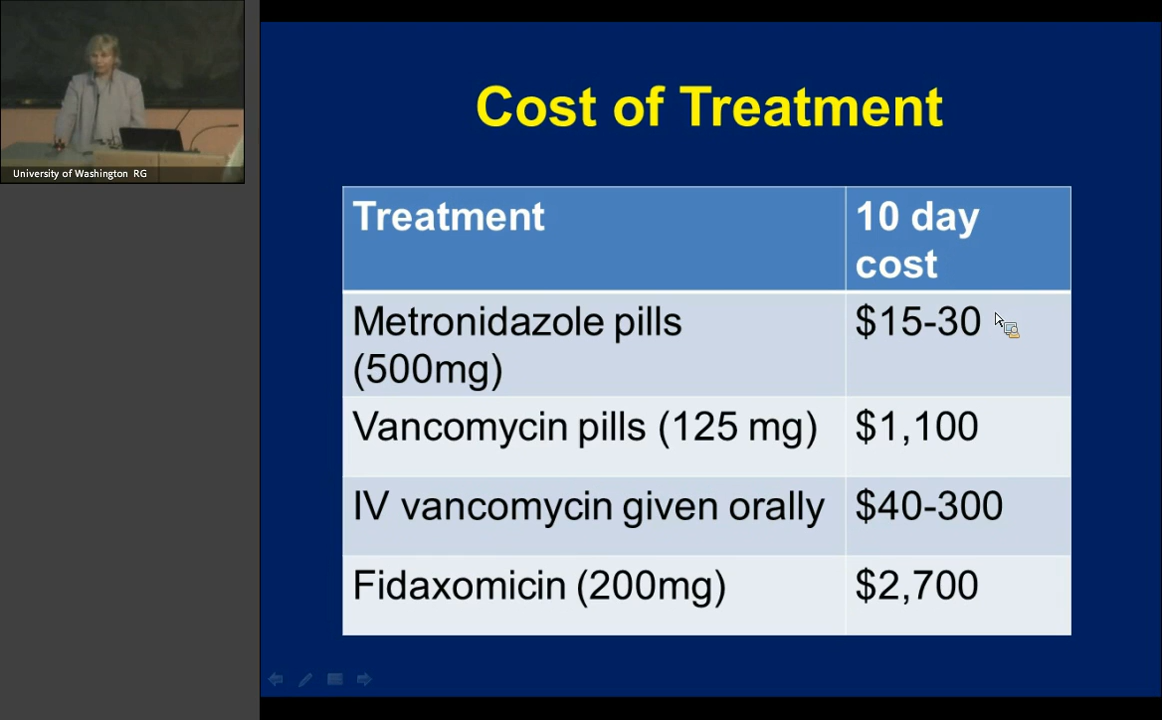 University of Washington RG
Cost of Treatment
Treatment
10 day
cost
Metronidazole pills
(500mg)
$15-30
Vancomycin pills (125 mg)
$1,100
IV vancomycin given orally
$40-300
Fidaxomicin (200mg)
$2,700